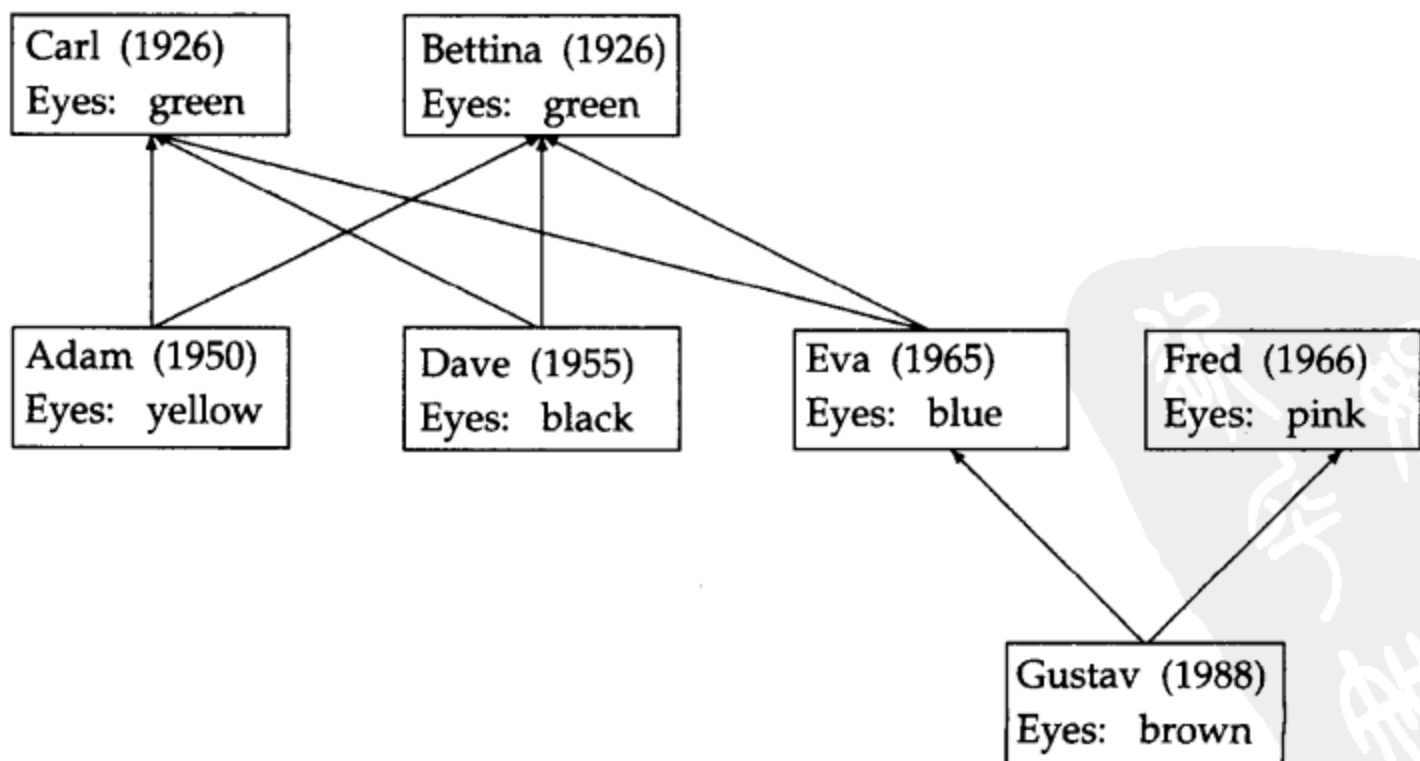 Carl (1926)
Eyes: green
Bettina (1926)
Eyes: green
Adam (1950)
Eyes: yellow
Dave (1955)
Eyes: black
Eva (1965)
Eyes: blue
Fred (1966)
Eyes: pink
Gustav (1988)
Eyes: brown